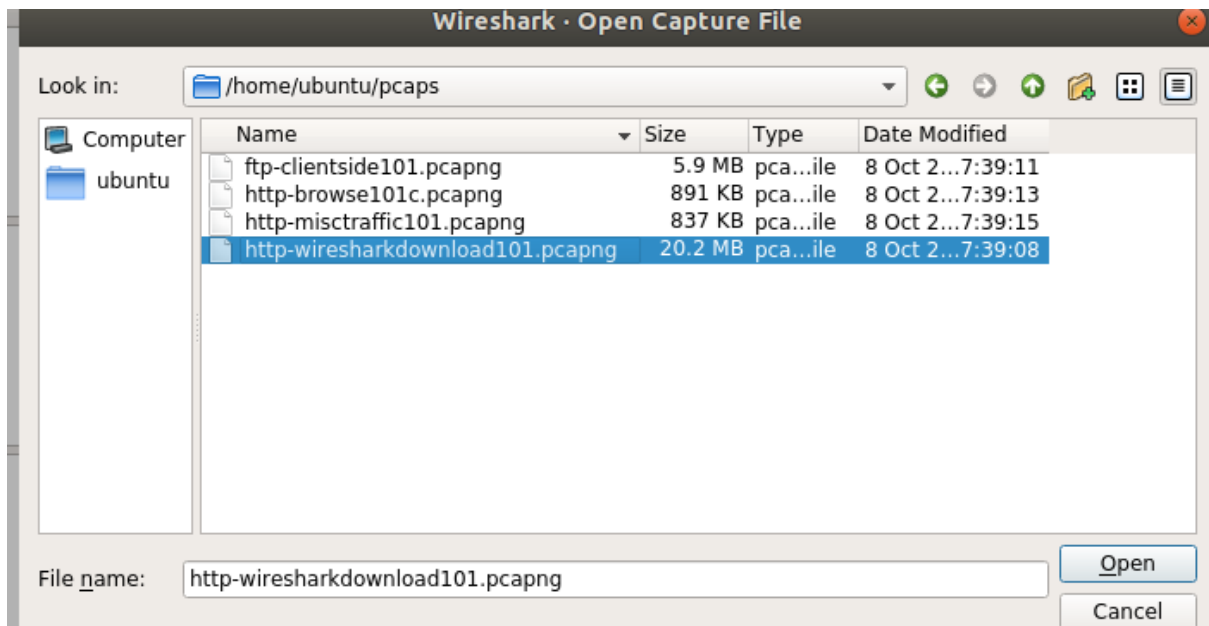 Wireshark · Open Capture File
Look in: /home/ubuntu/pcaps
Computer
ubuntu
Name Size Type Date Modified
ftp-clientside101.pcapng 5.9 MB pca...ile 8 Oct 2...7:39:11
http-browse101c.pcapng 891 KB pca...ile 8 Oct 2...7:39:13
http-misctraffic101.pcapng 837 KB pca...ile 8 Oct 2...7:39:15
http-wiresharkdownload101.pcapng 20.2 MB pca...ile 8 Oct 2...7:39:08
File name: http-wiresharkdownload101.pcapng
Open
Cancel